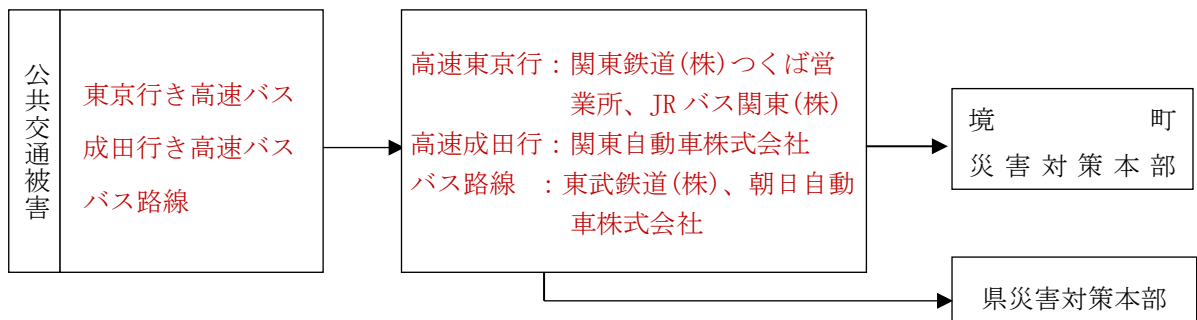 公共交通被害
東京行き高速バス
成田行き高速バス
バス路線
高速東京行：関東鉄道(株)つくば営
業所、JRバス関東(株)
高速成田行：関東自動車株式会社
バス路線　：東武鉄道(株)、朝日自動
車株式会社
境　　　　町
災害対策本部
県災害対策本部